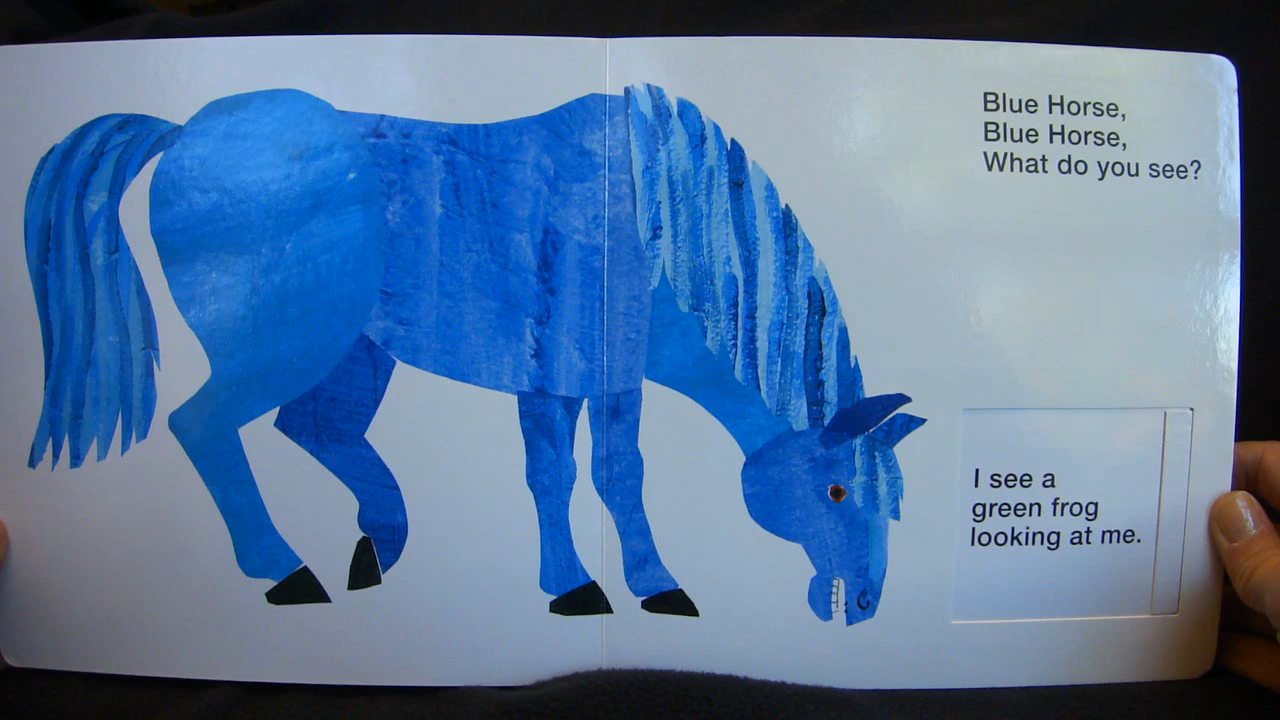 Blue Horse,
Blue Horse,
What do you see?
I see a
green frog
looking at me.